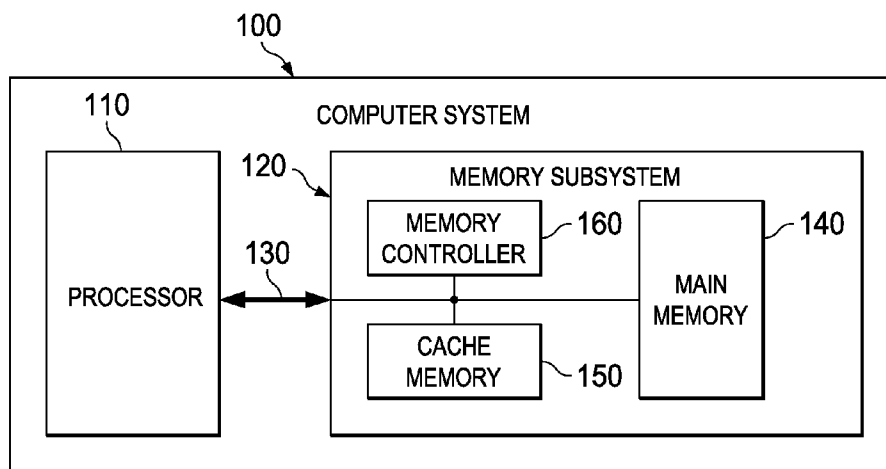 100
COMPUTER SYSTEM
110
PROCESSOR
130
120
MEMORY SUBSYSTEM
MEMORY
CONTROLLER
160
CACHE
MEMORY
150
140
MAIN
MEMORY